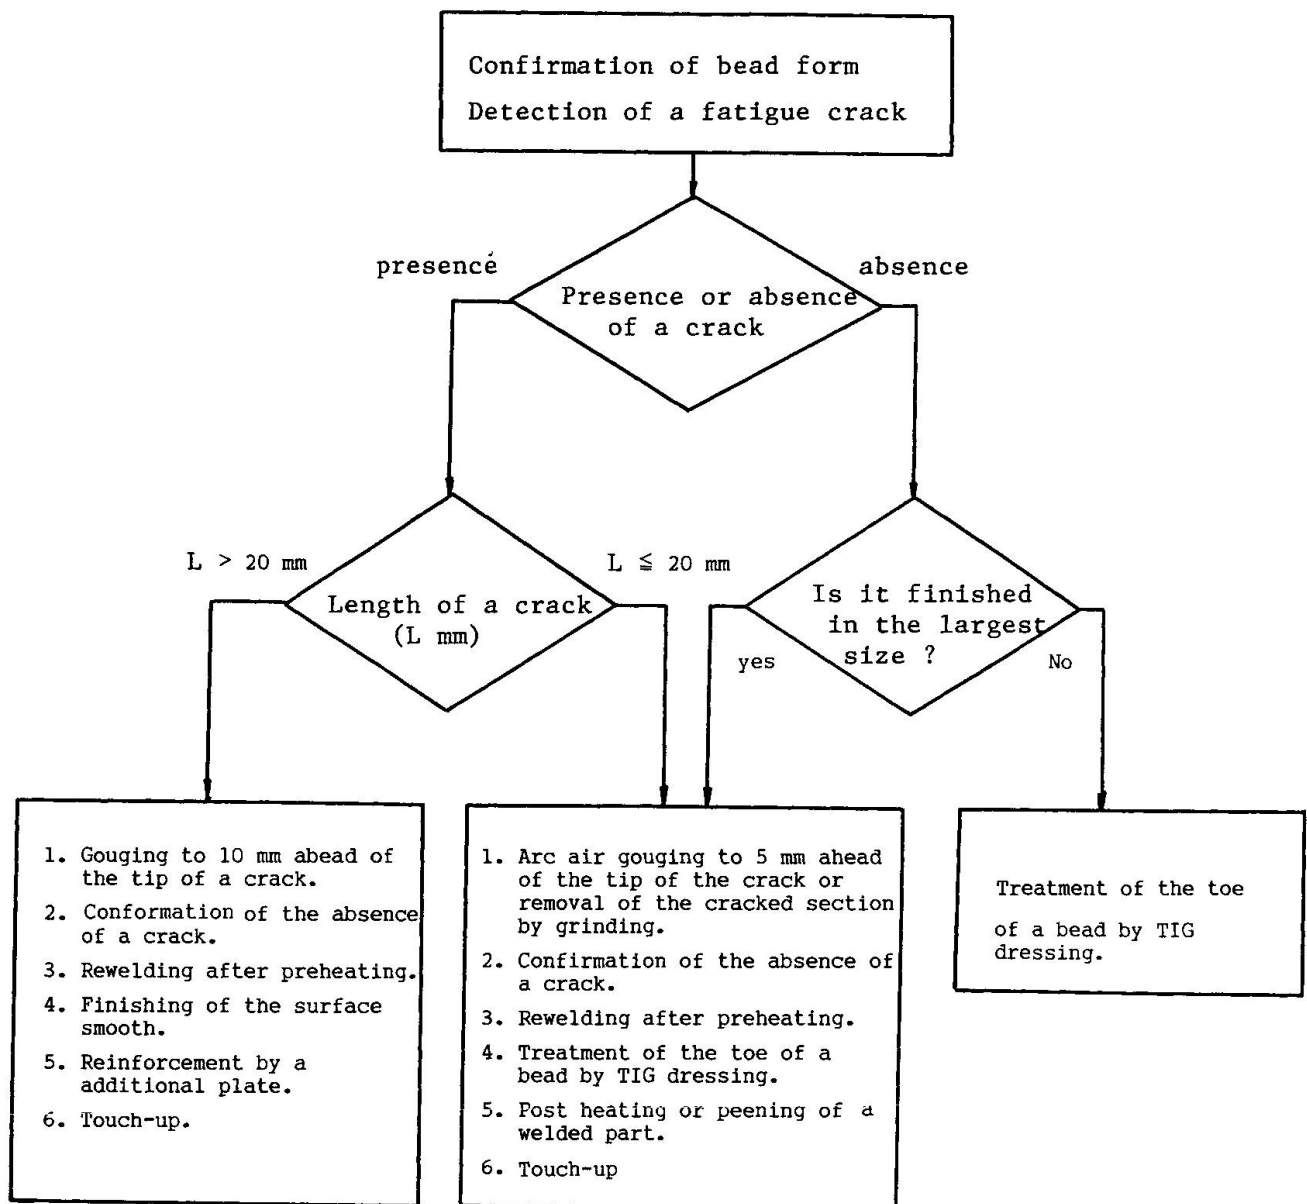 Confirmation of bead form
Detection of a fatigue crack
presence
absence
Presence or absence
of a crack
L > 20 mm
L ≦ 20 mm
Length of a crack
(L mm)
Is it finished
in the largest
size ?
yes
No
1. Gouging to 10 mm abead of
the tip of a crack.
2. Conformation of the absence
of a crack.
3. Rewelding after preheating.
4. Finishing of the surface
smooth.
5. Reinforcement by a
additional plate.
6. Touch-up.
1. Arc air gouging to 5 mm ahead
of the tip of the crack or
removal of the cracked section
by grinding.
2. Confirmation of the absence of
a crack.
3. Rewelding after preheating.
4. Treatment of the toe of a
bead by TIG dressing.
5. Post heating or peening of a
welded part.
6. Touch-up
Treatment of the toe
of a bead by TIG
dressing.